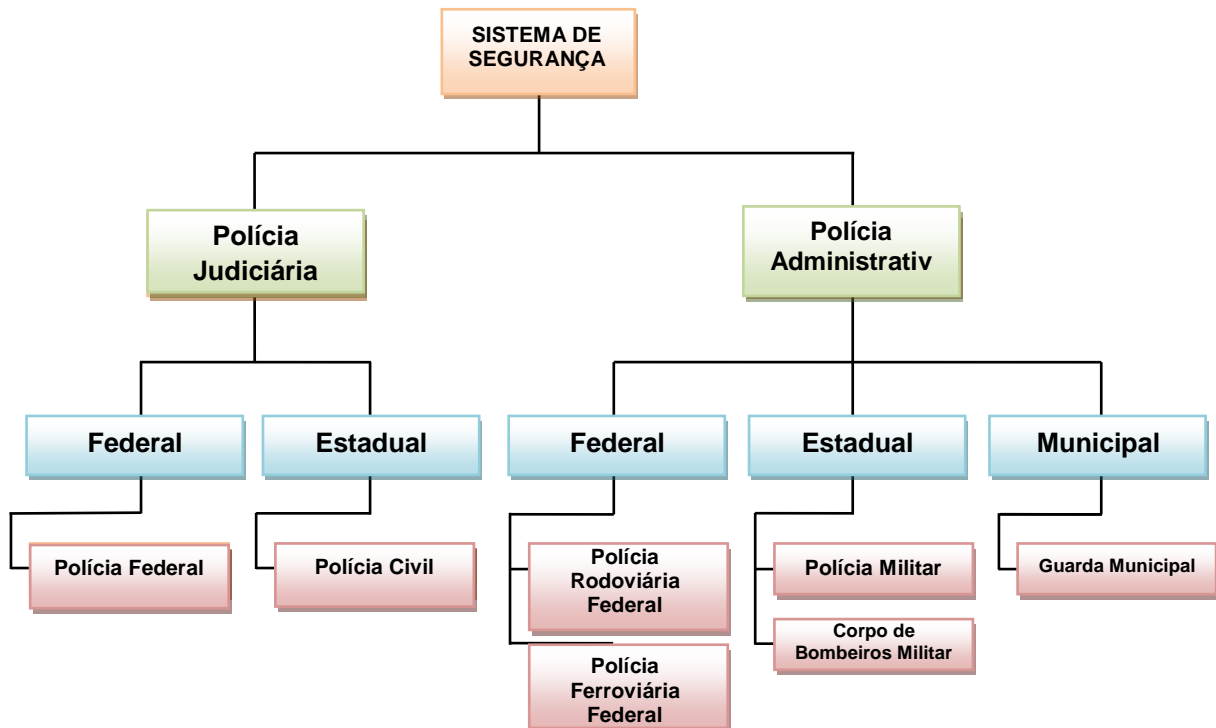 SISTEMA DE
SEGURANÇA
Polícia
Judiciária
Polícia
Administrativ
Federal
Estadual
Federal
Estadual
Municipal
Polícia Federal
Polícia Civil
Polícia
Rodoviária
Federal
Polícia
Ferroviária
Federal
Polícia Militar
Corpo de
Bombeiros Militar
Guarda Municipal